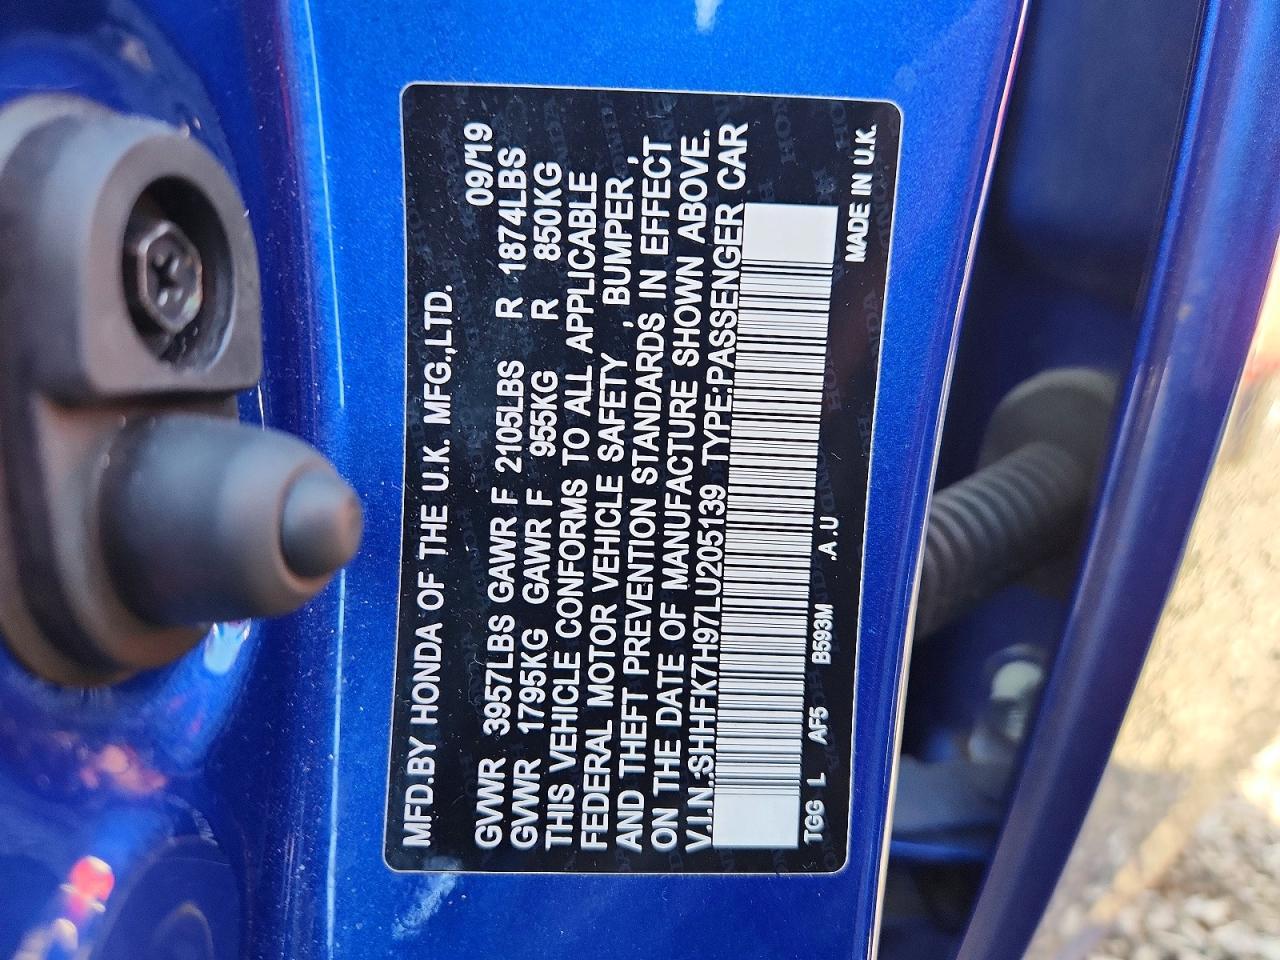 MFD.BY HONDA OF THE U.K. MFG.,LTD. 09/19
GVWR 3957LBS GAWR F 2105LBS R 1874LBS
GVWR 1795KG GAWR F 955KG R 850KG
THIS VEHICLE CONFORMS TO ALL APPLICABLE
FEDERAL MOTOR VEHICLE SAFETY , BUMPER ,
AND THEFT PREVENTION STANDARDS IN EFFECT
ON THE DATE OF MANUFACTURE SHOWN ABOVE.
V.I.N.:SHHFK7H97LU205139 TYPE:PASSENGER CAR
TGG L AF5 B593M .A.U MADE IN U.K.